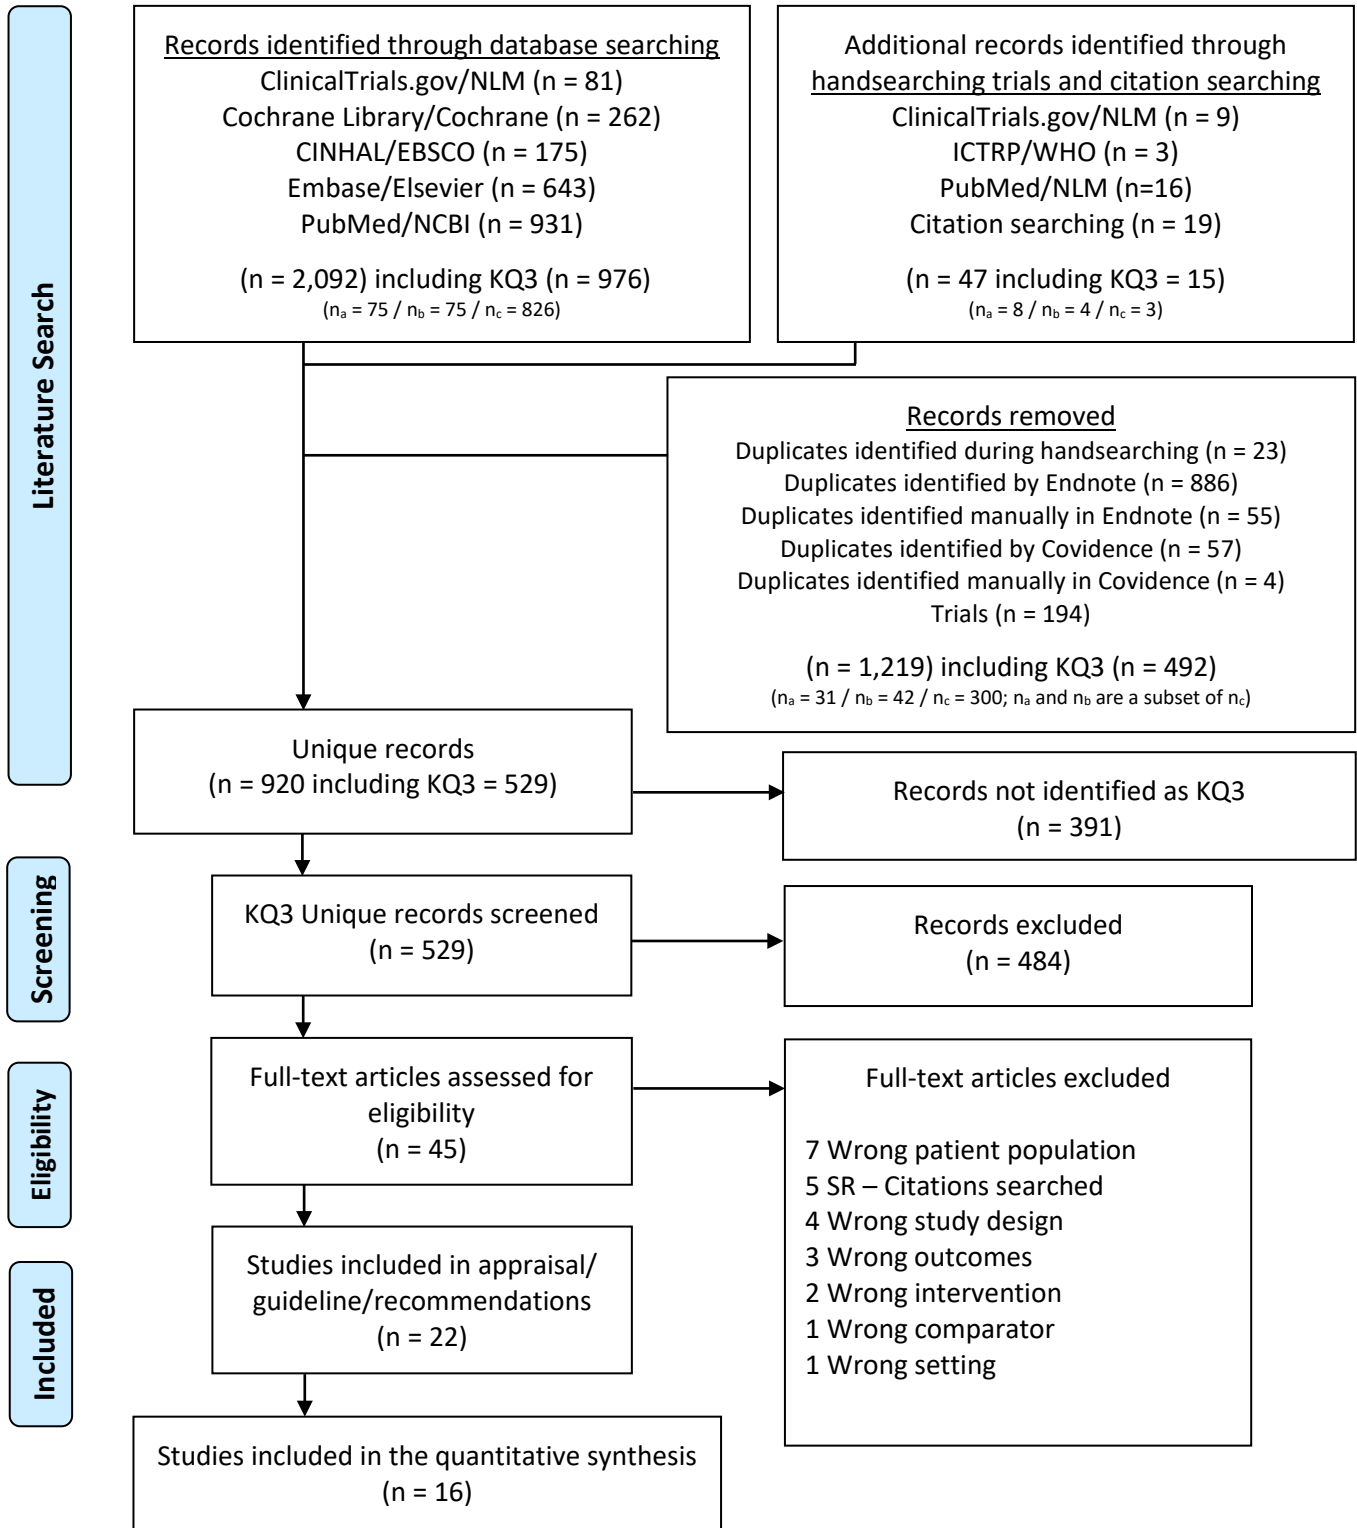 Literature Search
Records identified through database searching
ClinicalTrials.gov/NLM (n = 81)
Cochrane Library/Cochrane (n = 262)
CINHAL/EBSCO (n = 175)
Embase/Elsevier (n = 643)
PubMed/NCBI (n = 931)
(n = 2,092) including KQ3 (n = 976)
(nₐ = 75 / n_b = 75 / n_c = 826)
Additional records identified through
handsearching trials and citation searching
ClinicalTrials.gov/NLM (n = 9)
ICTRP/WHO (n = 3)
PubMed/NLM (n=16)
Citation searching (n = 19)
(n = 47 including KQ3 = 15)
(nₐ = 8 / n_b = 4 / n_c = 3)
Records removed
Duplicates identified during handsearching (n = 23)
Duplicates identified by Endnote (n = 886)
Duplicates identified manually in Endnote (n = 55)
Duplicates identified by Covidence (n = 57)
Duplicates identified manually in Covidence (n = 4)
Trials (n = 194)
(n = 1,219) including KQ3 (n = 492)
(nₐ = 31 / n_b = 42 / n_c = 300; nₐ and n_b are a subset of n_c)
Unique records
(n = 920 including KQ3 = 529)
Records not identified as KQ3
(n = 391)
Screening
KQ3 Unique records screened
(n = 529)
Records excluded
(n = 484)
Eligibility
Full-text articles assessed for
eligibility
(n = 45)
Full-text articles excluded
7 Wrong patient population
5 SR – Citations searched
4 Wrong study design
3 Wrong outcomes
2 Wrong intervention
1 Wrong comparator
1 Wrong setting
Included
Studies included in appraisal/
guideline/recommendations
(n = 22)
Studies included in the quantitative synthesis
(n = 16)